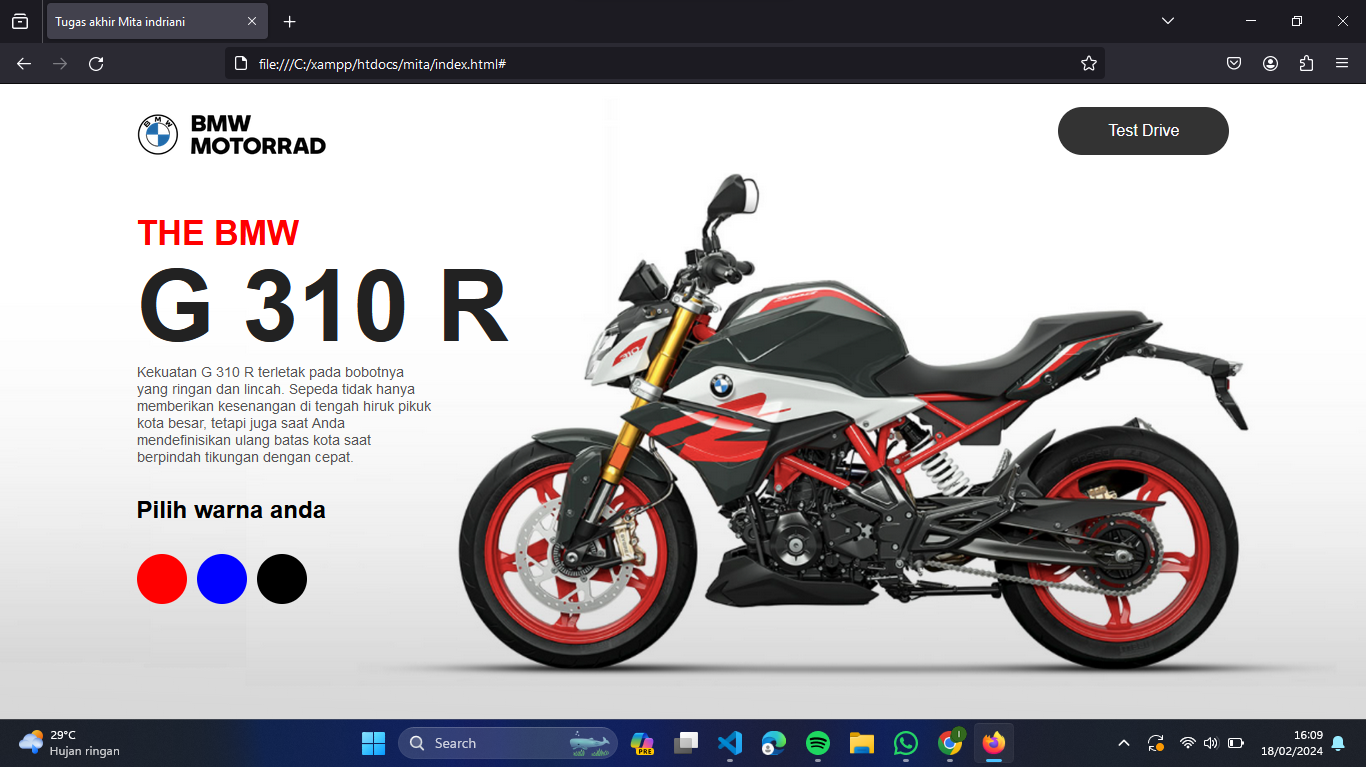 Tugas akhir Mita indriani
file:///C:/xampp/htdocs/mita/index.html#
BMW
BMW
MOTORRAD
Test Drive
THE BMW
G 310 R
Kekuatan G 310 R terletak pada bobotnya
yang ringan dan lincah. Sepeda tidak hanya
memberikan kesenangan di tengah hiruk pikuk
kota besar, tetapi juga saat Anda
mendefinisikan ulang batas kota saat
berpindah tikungan dengan cepat.
Pilih warna anda
310
29°C
Hujan ringan
Search
PRE
1
16:09
18/02/2024